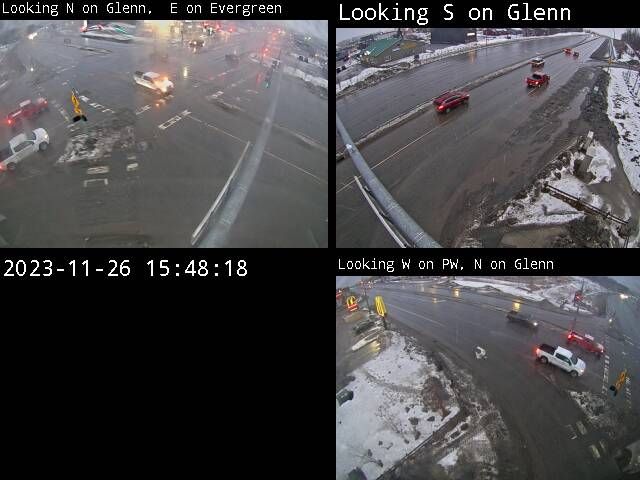 Looking N on Glenn,  E on Evergreen
Looking S on Glenn
2023-11-26 15:48:18
Looking W on PW, N on Glenn